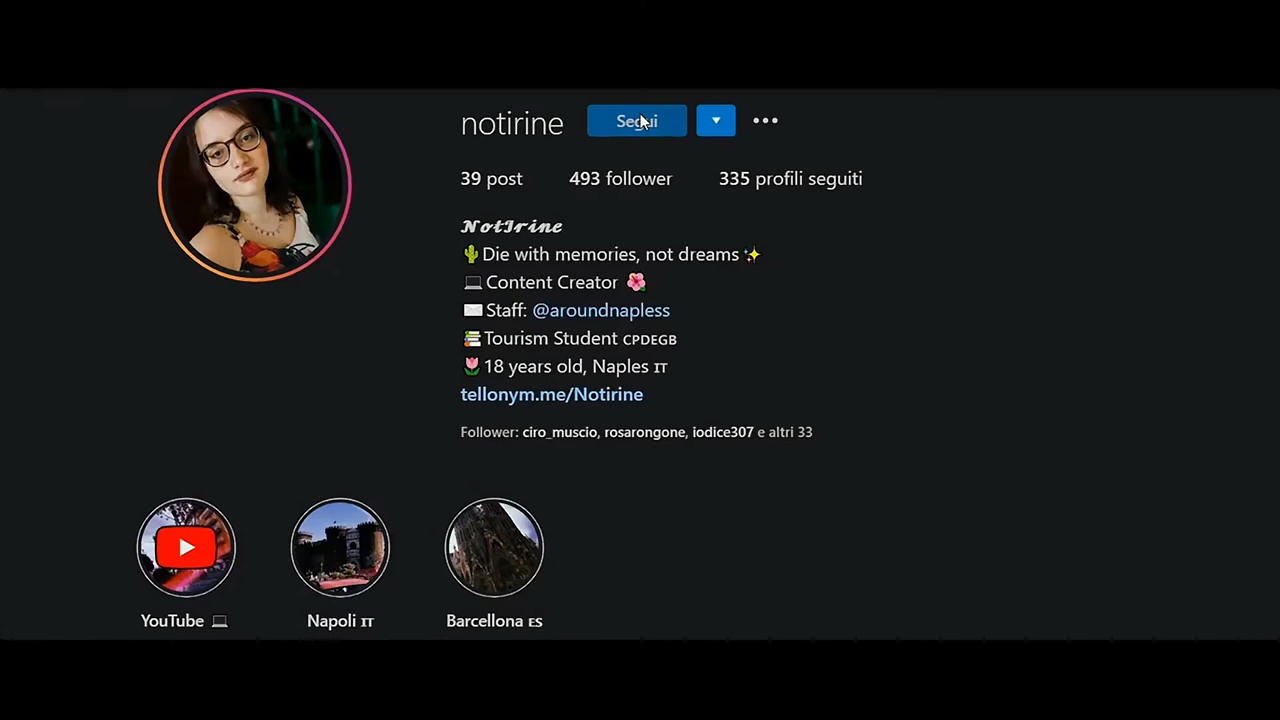 notirine Segui
39 post 493 follower 335 profili seguiti
𝓝𝓸𝓽𝓘𝓻𝓲𝓷𝓮
🌵Die with memories, not dreams✨
💻Content Creator 🌺
✉️Staff: @aroundnapless
📚Tourism Student CPDEGB
🌷18 years old, Naples IT
tellonym.me/Notirine
Follower: ciro_muscio, rosarongone, iodice307 e altri 33
YouTube 💻 Napoli IT Barcellona ES